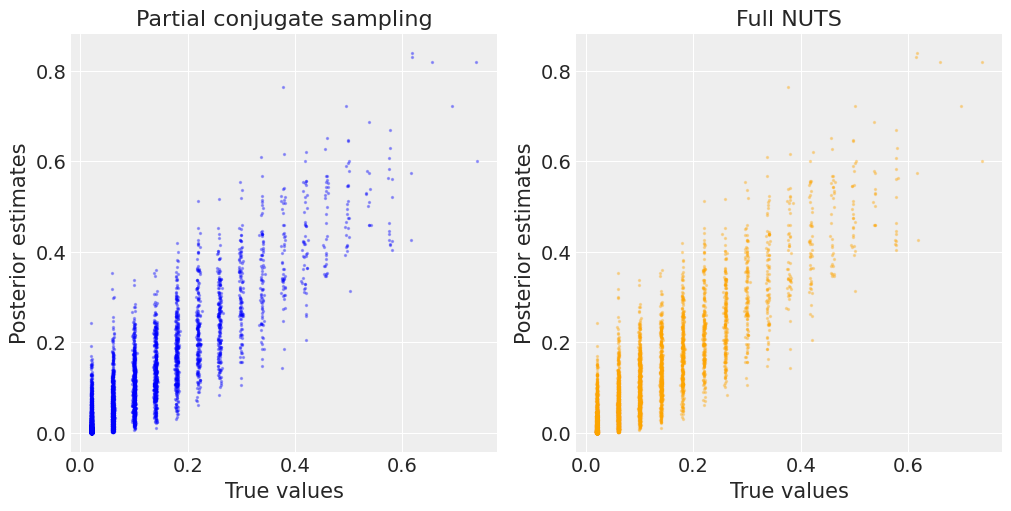 Partial conjugate sampling
Full NUTS
Posterior estimates
0.8
0.6
0.4
0.2
0.0
0.0 0.2 0.4 0.6
True values
Posterior estimates
0.8
0.6
0.4
0.2
0.0
0.0 0.2 0.4 0.6
True values